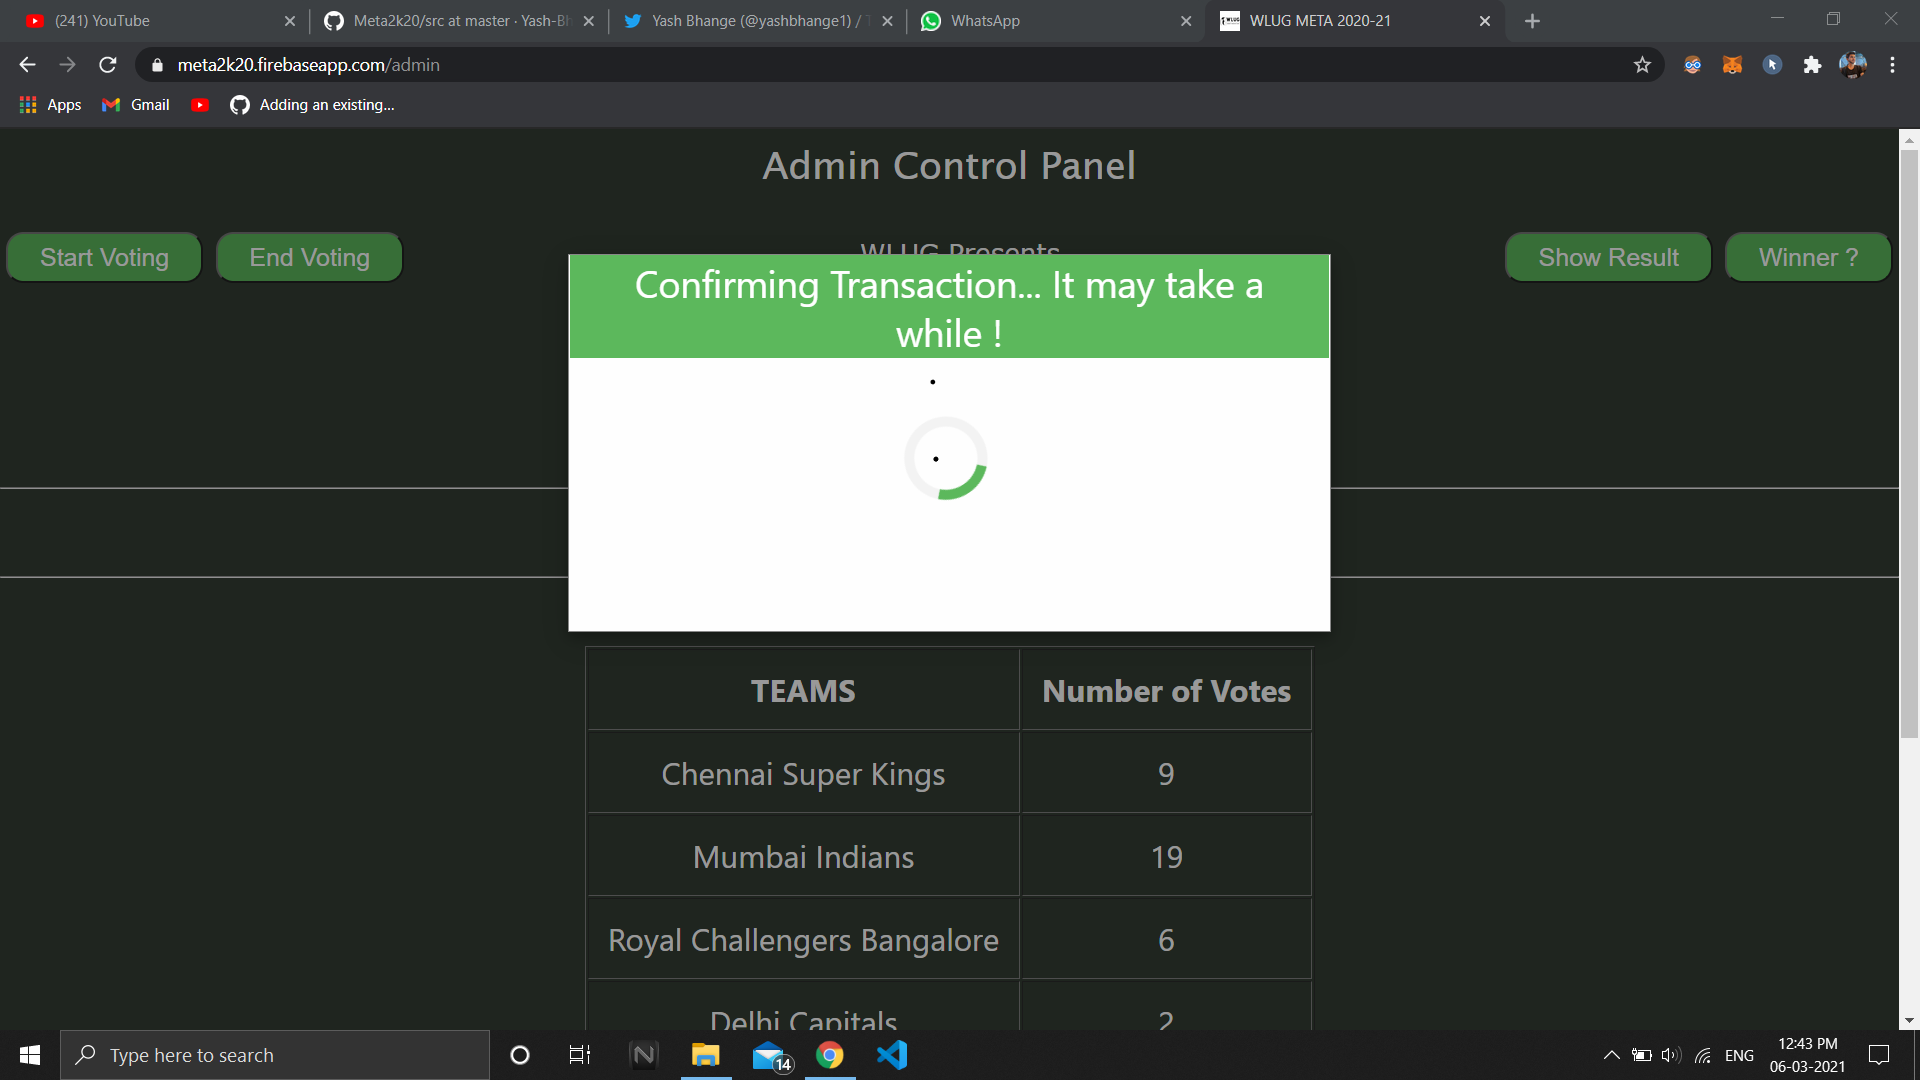 (241) YouTube
Meta2k20/src at master · Yash-Bh
Yash Bhange (@yashbhange1) / T
WhatsApp
WLUG META 2020-21
meta2k20.firebaseapp.com/admin
Apps
Gmail
Adding an existing...
Admin Control Panel
Start Voting
End Voting
WLUG Presents
Show Result
Winner ?
Confirming Transaction... It may take a
while !
TEAMS Number of Votes
Chennai Super Kings 9
Mumbai Indians 19
Royal Challengers Bangalore 6
Delhi Capitals 2
Type here to search
14
ENG
12:43 PM
06-03-2021